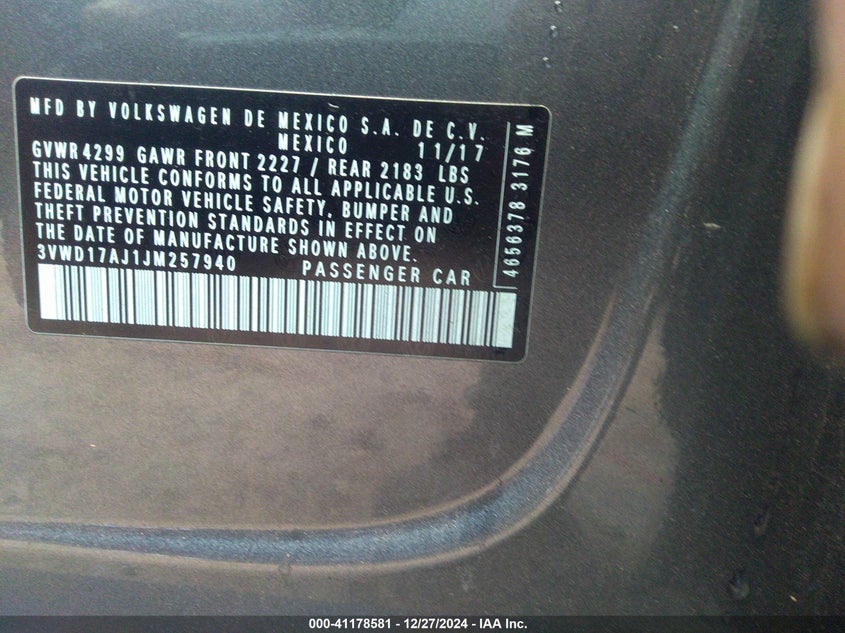 MFD BY VOLKSWAGEN DE MEXICO S.A. DE C.V.
MEXICO 11/17
GVWR 4299 GAWR FRONT 2227 / REAR 2183 LBS
THIS VEHICLE CONFORMS TO ALL APPLICABLE U.S.
FEDERAL MOTOR VEHICLE SAFETY, BUMPER AND
THEFT PREVENTION STANDARDS IN EFFECT ON
THE DATE OF MANUFACTURE SHOWN ABOVE.
3VWD17AJ1JM257940 PASSENGER CAR
4656378 3176 M
000-41178581 - 12/27/2024 - IAA Inc.